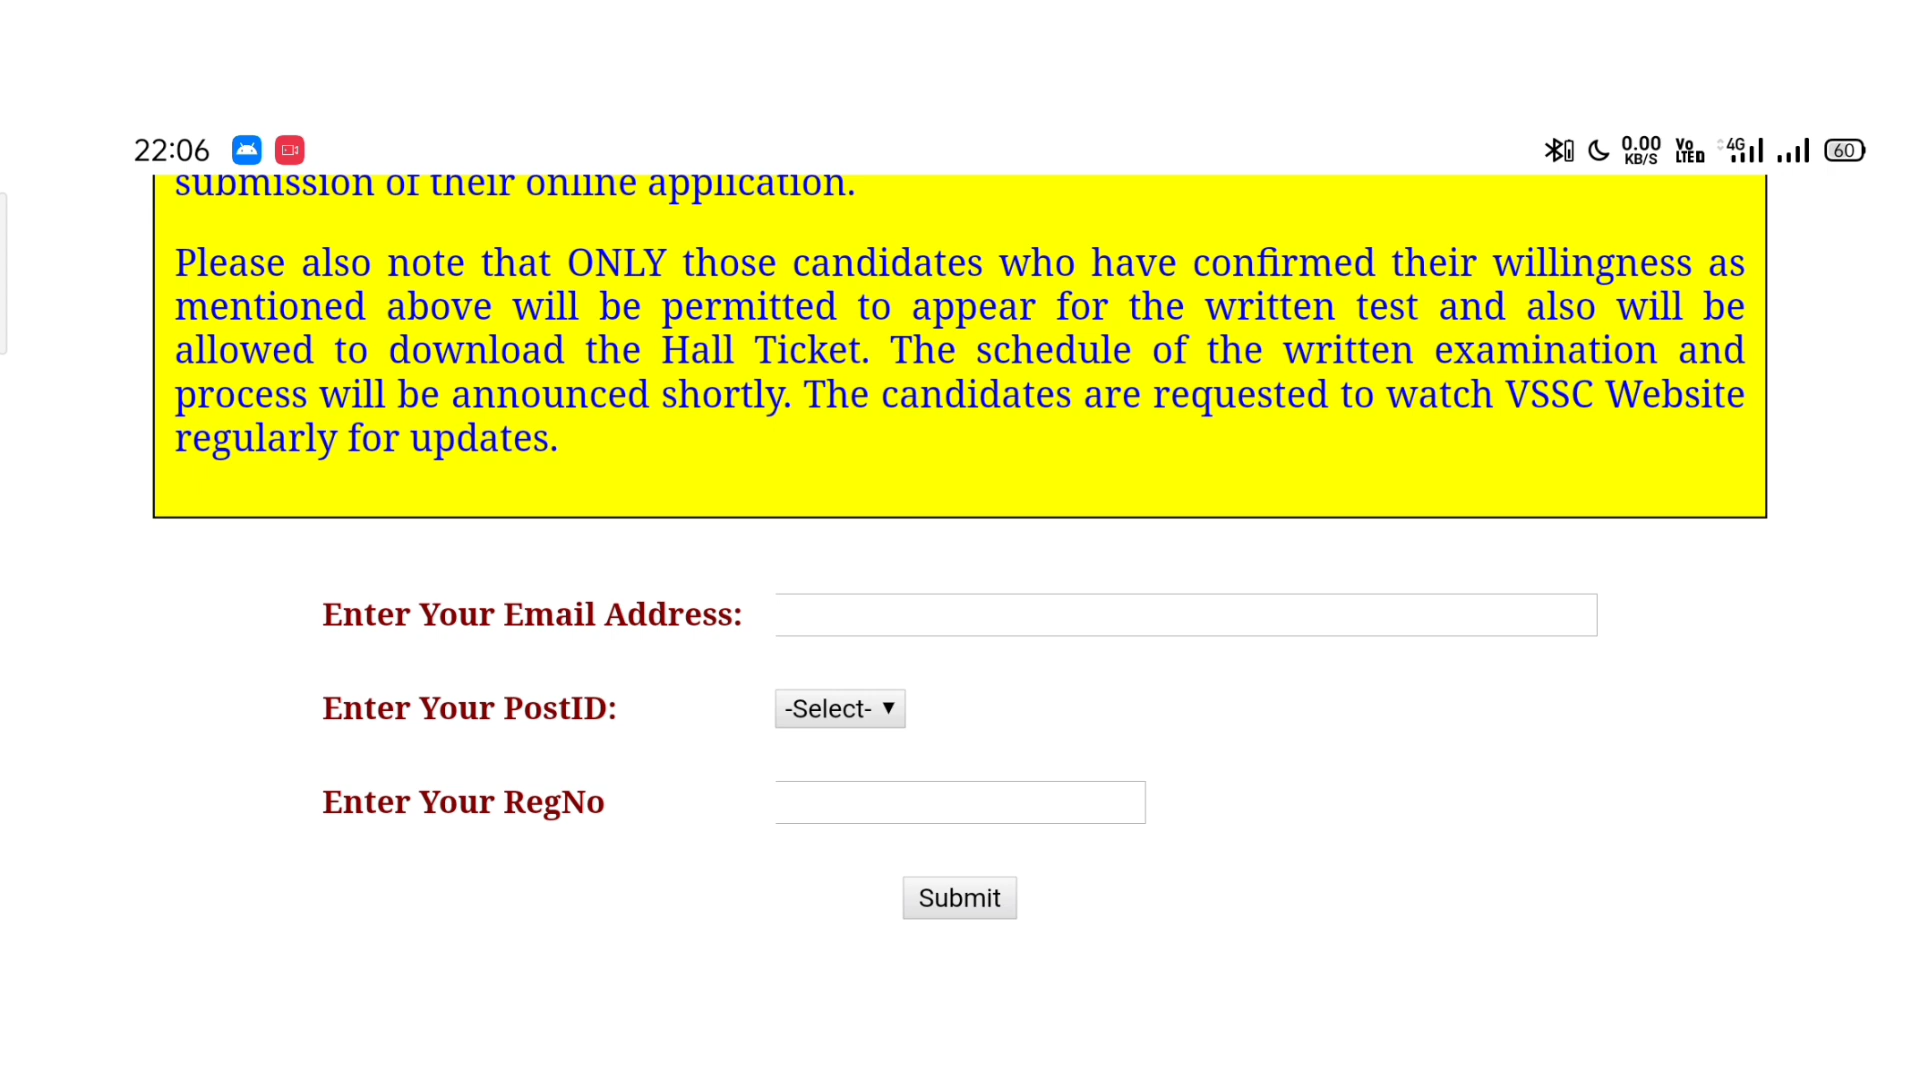 22:06
0.00
KB/S
Vo
LTE D
4G
60
submission of their online application.
Please also note that ONLY those candidates who have confirmed their willingness as
mentioned above will be permitted to appear for the written test and also will be
allowed to download the Hall Ticket. The schedule of the written examination and
process will be announced shortly. The candidates are requested to watch VSSC Website
regularly for updates.
Enter Your Email Address:
Enter Your PostID:
-Select-
Enter Your RegNo
Submit